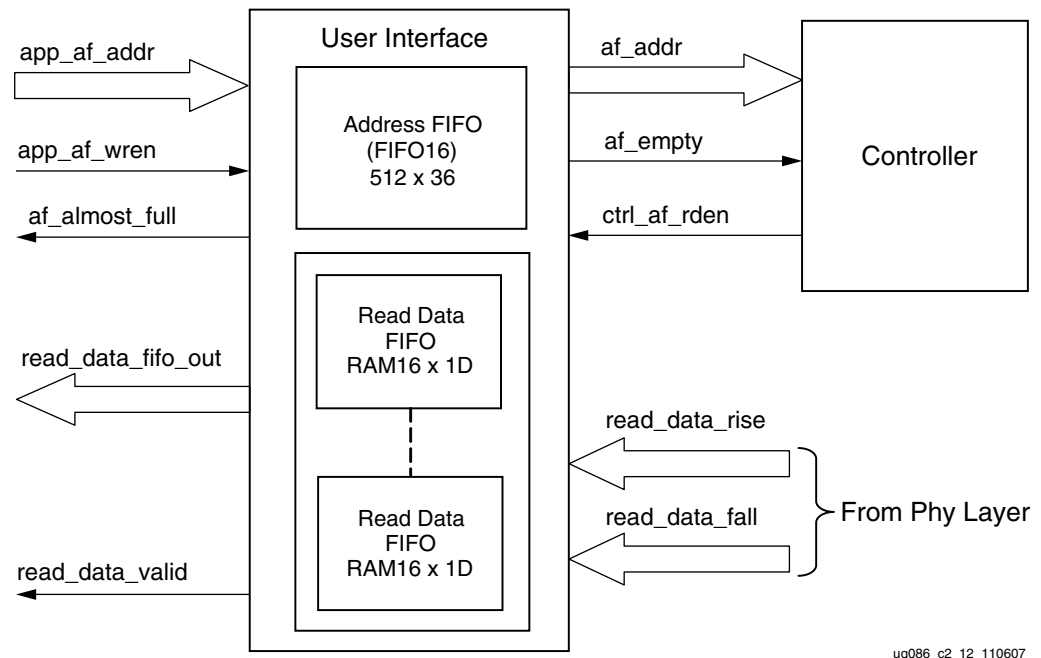 User Interface
app_af_addr
app_af_wren
af_almost_full
read_data_fifo_out
read_data_valid
Address FIFO
(FIFO16)
512 x 36
Read Data
FIFO
RAM16 x 1D
Read Data
FIFO
RAM16 x 1D
af_addr
af_empty
ctrl_af_rden
Controller
read_data_rise
read_data_fall
From Phy Layer
ug086_c2_12_110607